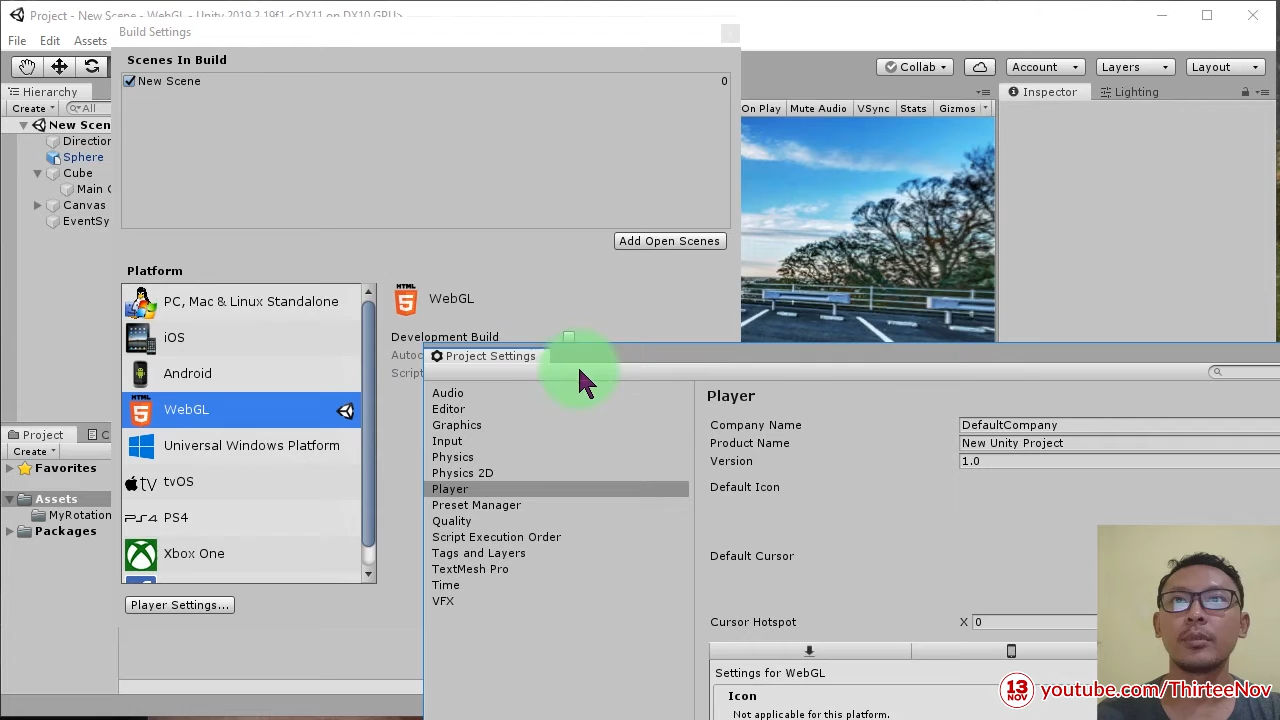 Project - New Scene - WebGL - Unity 2019.2.19f1 <DX11 on DX10 GPU>
Build Settings
File Edit Assets
Scenes In Build
New Scene 0
Collab Account Layers Layout
Hierarchy
Create All
On Play Mute Audio VSync Stats Gizmos
Inspector Lighting
New Scen
Direction
Sphere
Cube
Main C
Canvas
EventSy
Add Open Scenes
Platform
PC, Mac & Linux Standalone
iOS
Android
WebGL
Universal Windows Platform
tvOS
PS4
Xbox One
Player Settings...
WebGL
Development Build
Autoc
Script
Project C
Create
Favorites
Assets
MyRotation
Packages
Project Settings
Audio
Editor
Graphics
Input
Physics
Physics 2D
Player
Preset Manager
Quality
Script Execution Order
Tags and Layers
TextMesh Pro
Time
VFX
Player
Company Name DefaultCompany
Product Name New Unity Project
Version 1.0
Default Icon
Default Cursor
Cursor Hotspot X 0
Settings for WebGL
Icon
Not applicable for this platform.
13
NOV
youtube.com/ThirteeNov